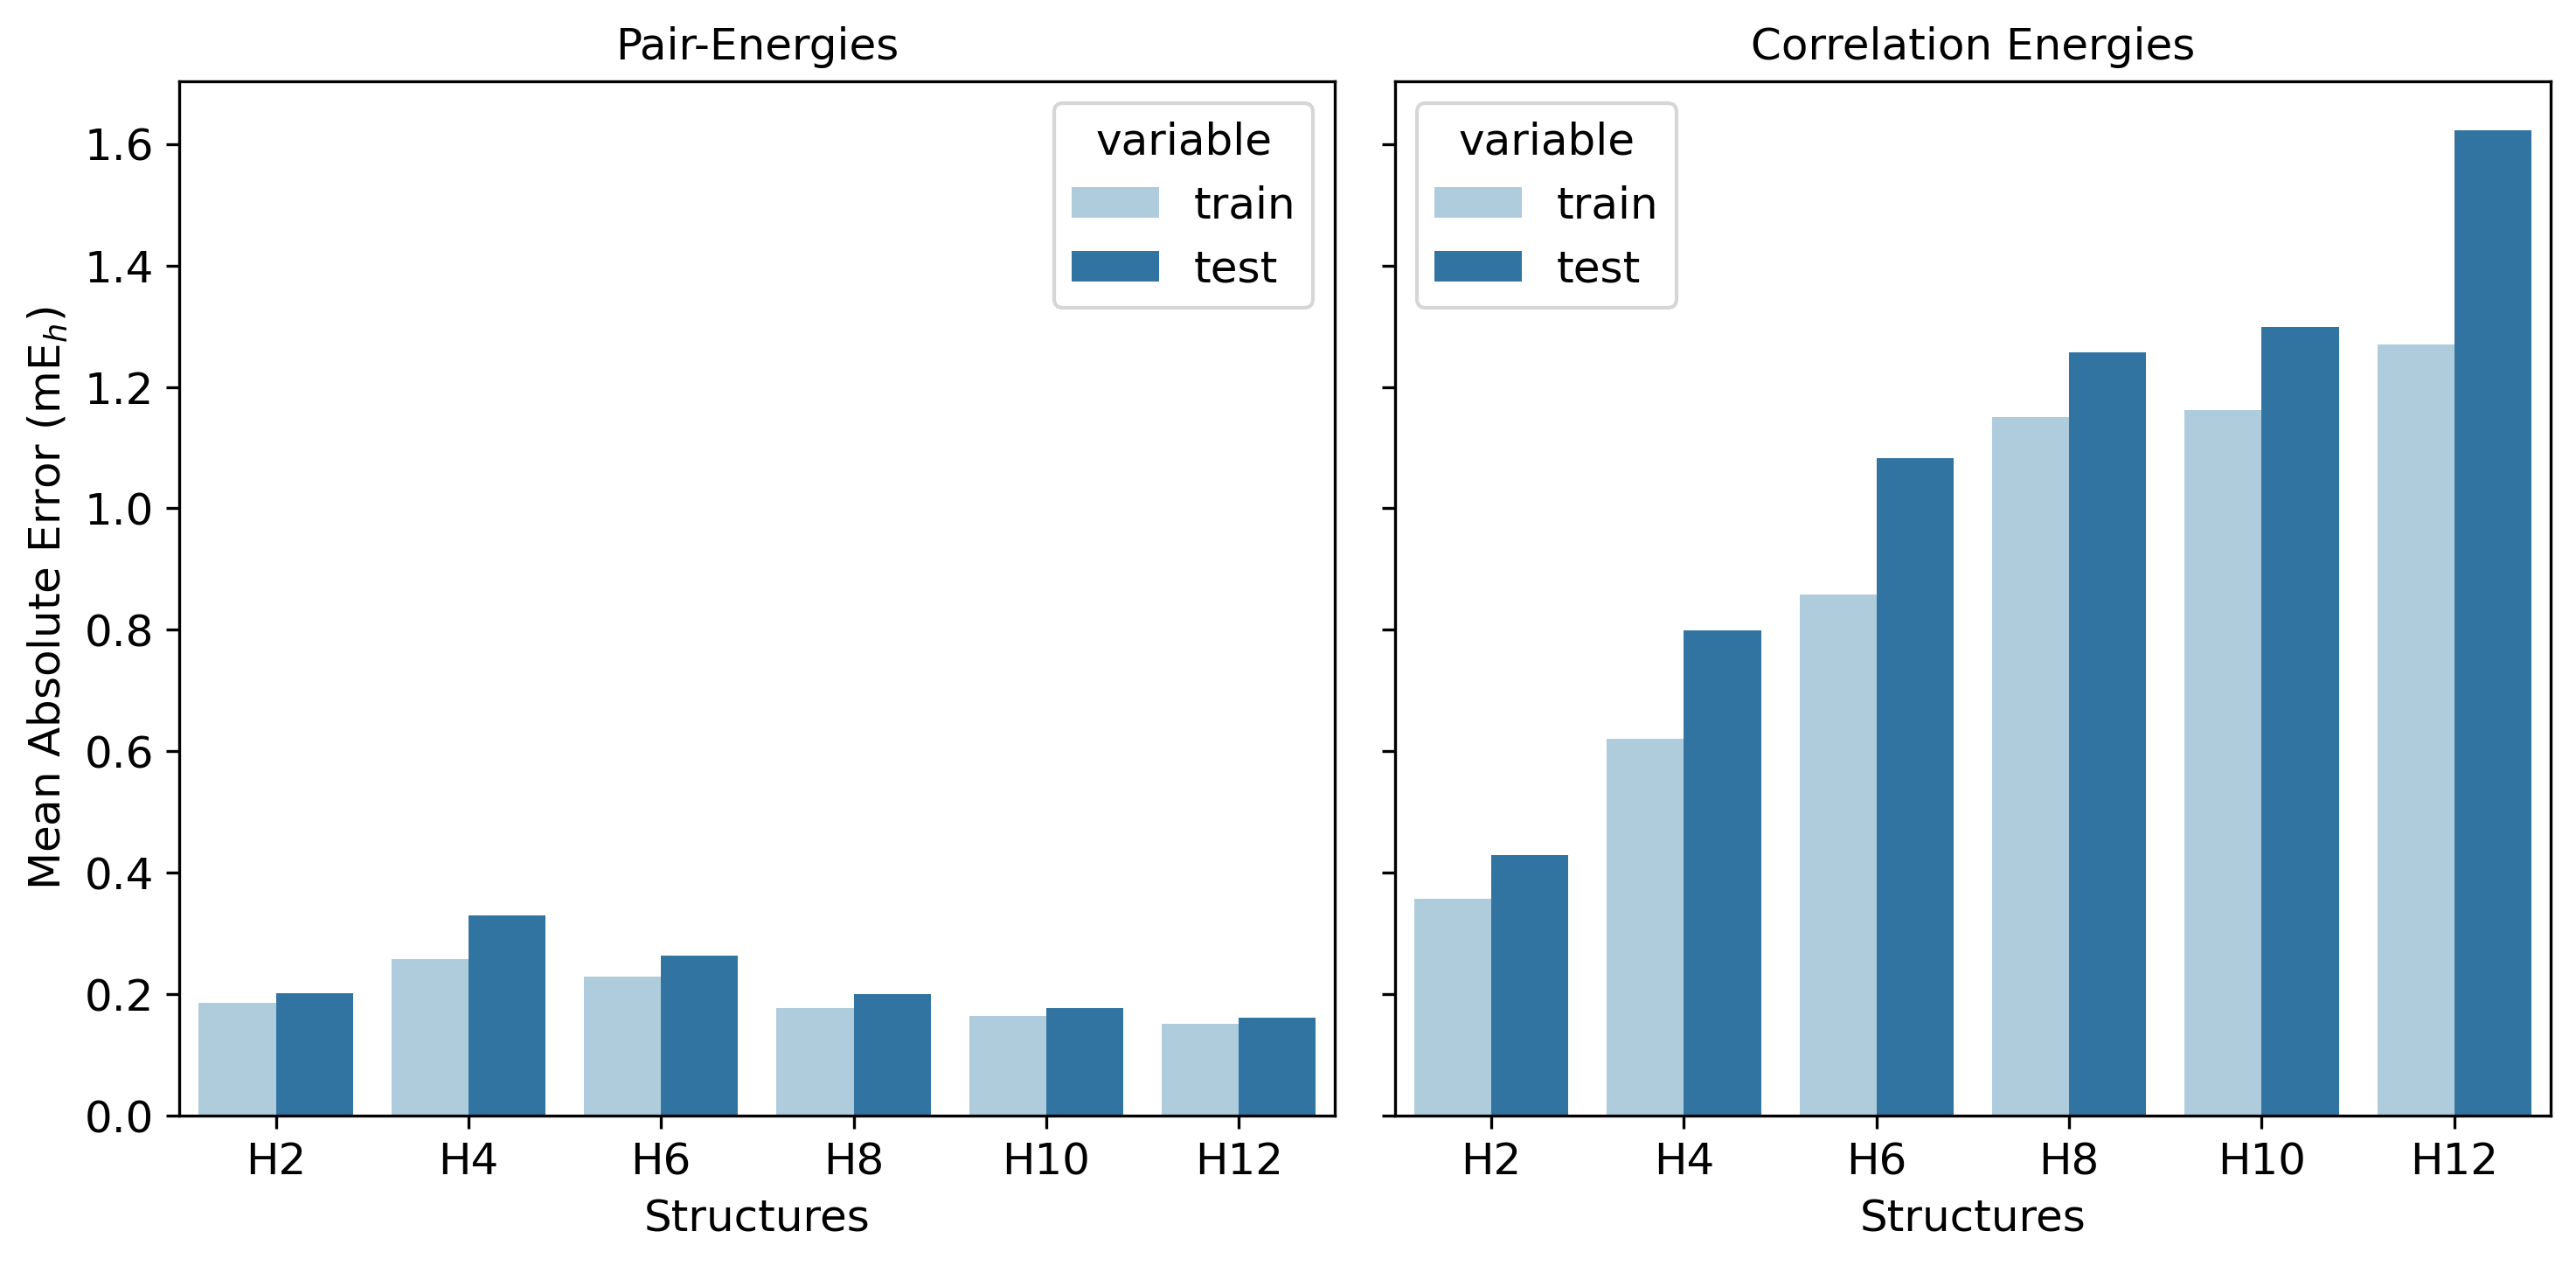 Pair-Energies
Correlation Energies
Mean Absolute Error (mE_h)
1.6
1.4
1.2
1.0
0.8
0.6
0.4
0.2
0.0
variable
train
test
variable
train
test
H2 H4 H6 H8 H10 H12
Structures
H2 H4 H6 H8 H10 H12
Structures